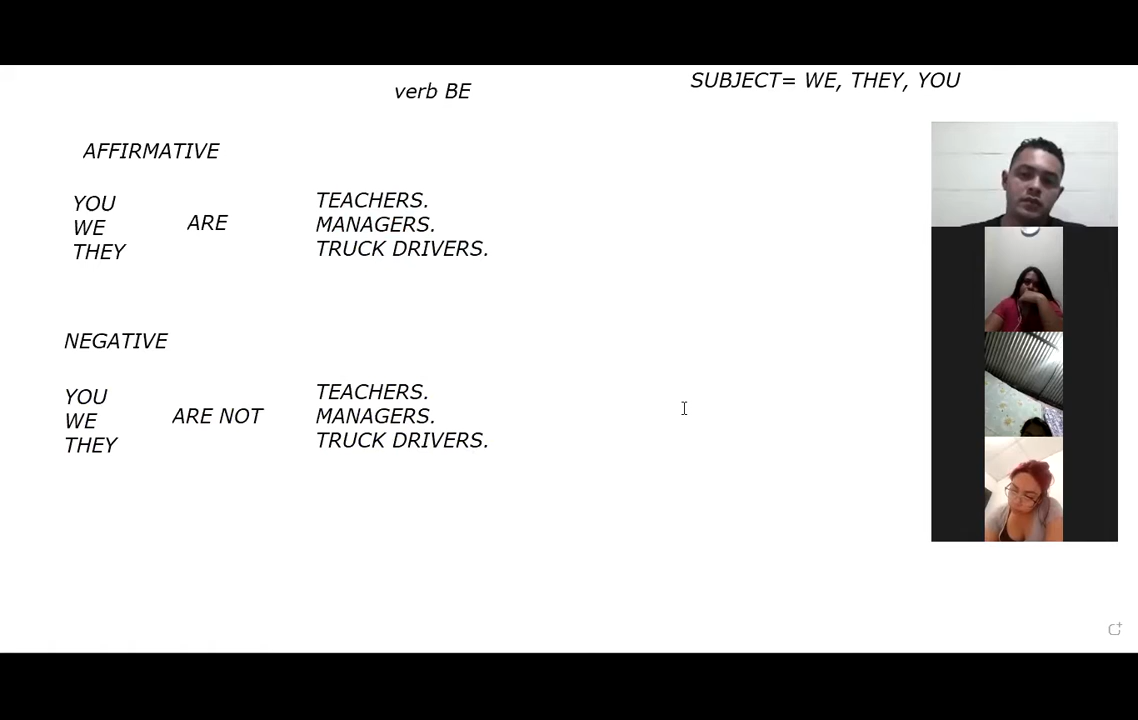 verb BE
SUBJECT= WE, THEY, YOU
AFFIRMATIVE
YOU
WE
THEY
ARE
TEACHERS.
MANAGERS.
TRUCK DRIVERS.
NEGATIVE
YOU
WE
THEY
ARE NOT
TEACHERS.
MANAGERS.
TRUCK DRIVERS.